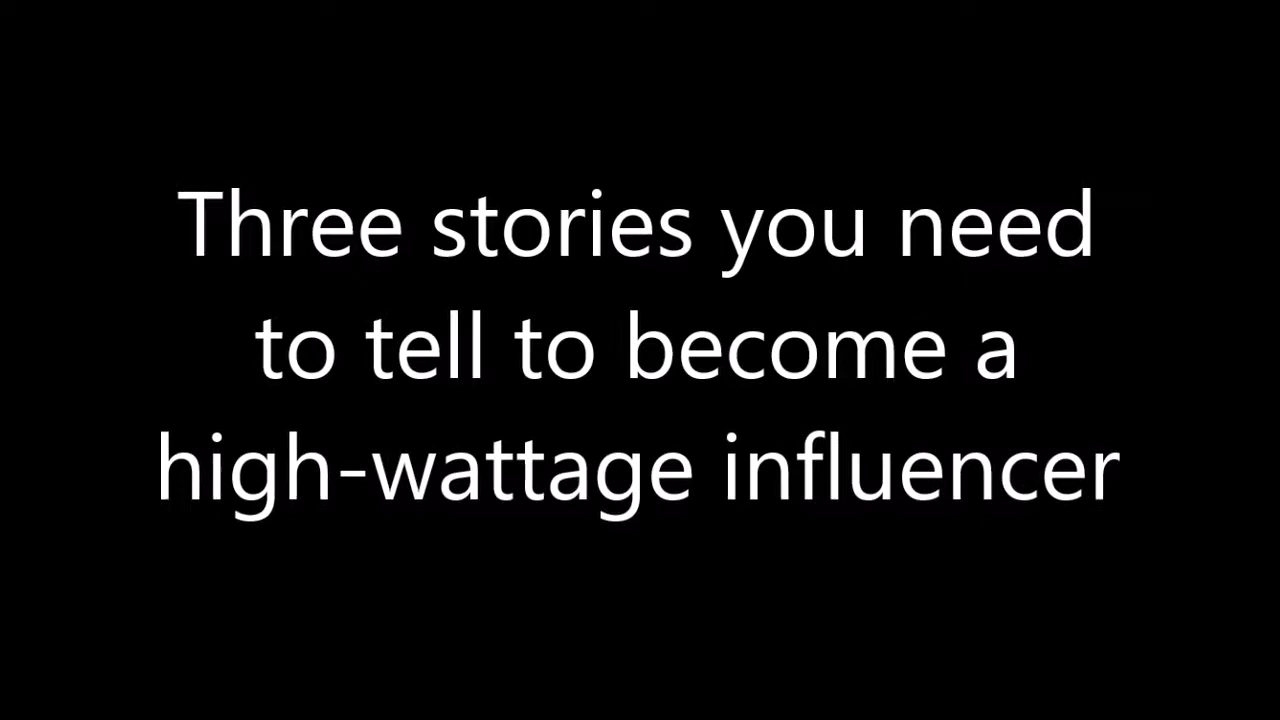 Three stories you need
to tell to become a
high-wattage influencer